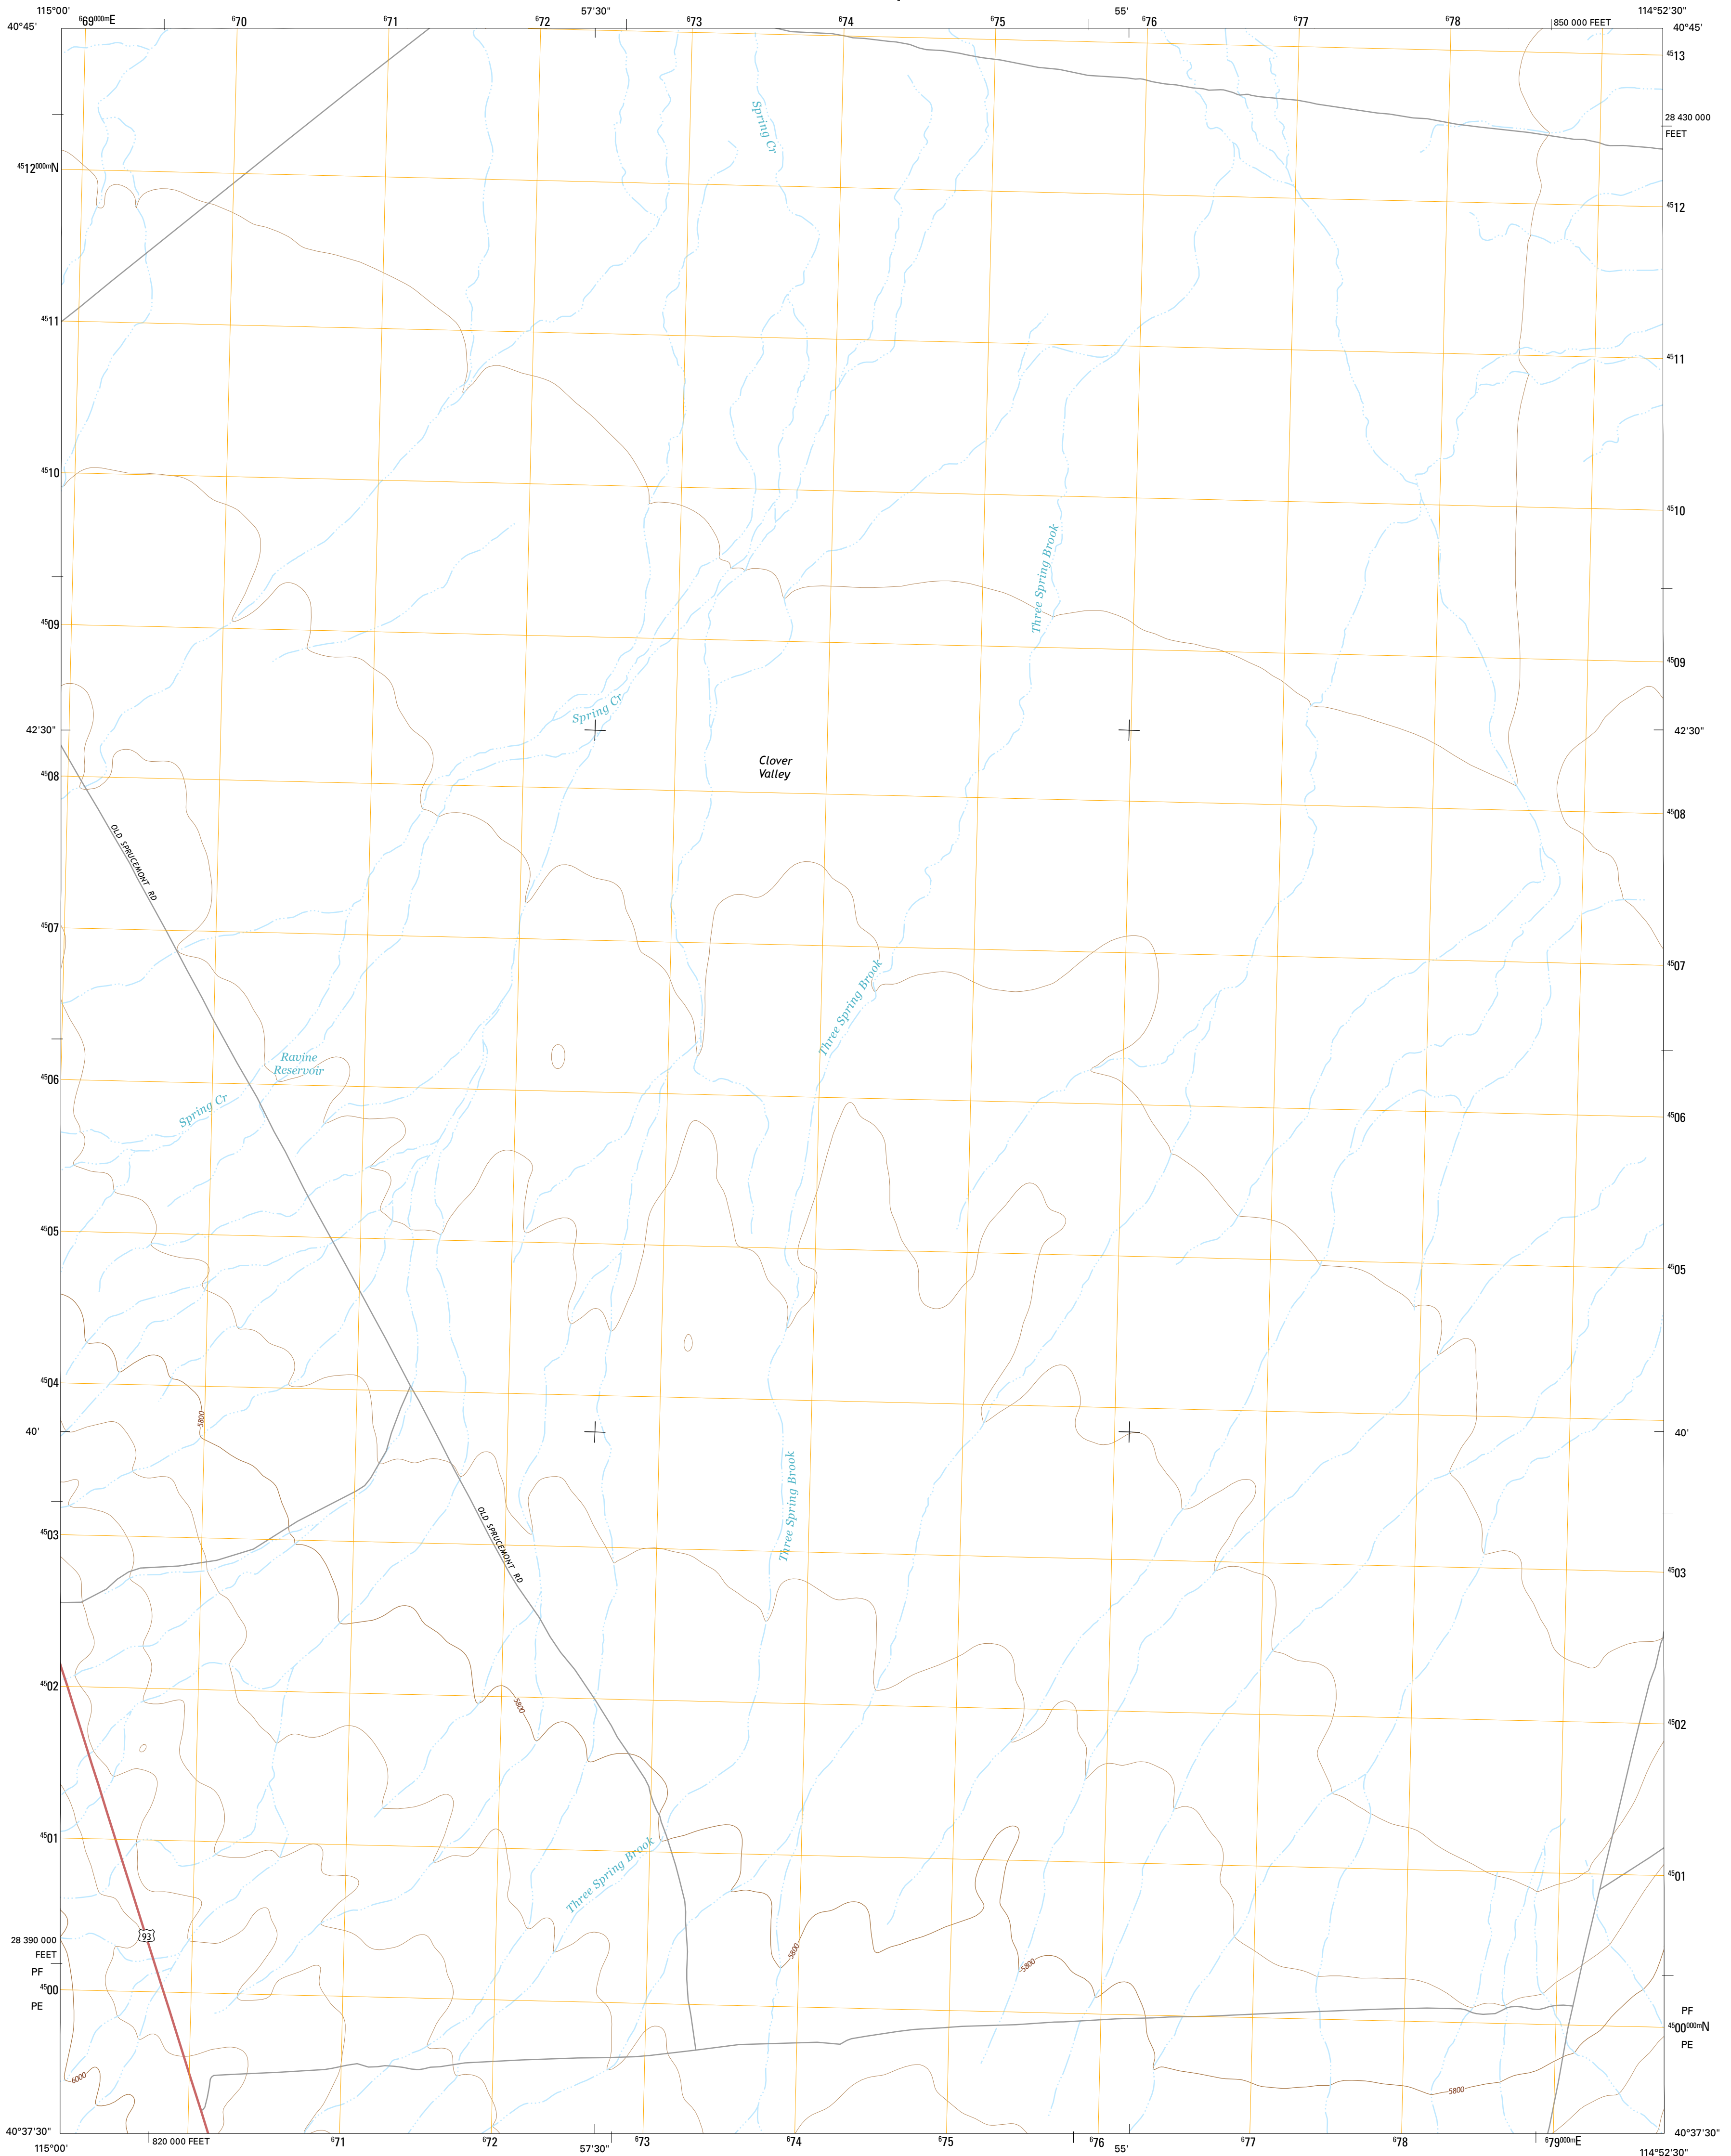 115°00'
⁶69⁰⁰⁰ᵐE
⁶70
⁶71
⁶72
57'30"
⁶73
⁶74
⁶75
55'
⁶76
⁶77
⁶78
850 000 FEET
114°52'30"
40°45'
40°45'
⁴⁵13
Spring Cr
28 430 000
FEET
⁴⁵12⁰⁰⁰ᵐN
⁴⁵12
⁴⁵11
⁴⁵11
⁴⁵10
⁴⁵10
Three Spring Brook
⁴⁵09
⁴⁵09
Spring Cr
42'30"
42'30"
Clover
Valley
⁴⁵08
⁴⁵08
OLD SPRUCEMONT RD
⁴⁵07
⁴⁵07
Three Spring Brook
Ravine
Reservoir
⁴⁵06
Spring Cr
⁴⁵06
⁴⁵05
⁴⁵05
⁴⁵04
5800
40'
40'
Three Spring Brook
OLD SPRUCEMONT RD
⁴⁵03
⁴⁵03
⁴⁵02
5800
⁴⁵02
⁴⁵01
Three Spring Brook
⁴⁵01
93
28 390 000
FEET
5800
5800
PF
⁴⁵00
PE
PF
⁴⁵00⁰⁰⁰ᵐN
PE
6000
5800
40°37'30"
40°37'30"
115°00'
820 000 FEET
⁶71
⁶72
57'30"
⁶73
⁶74
⁶75
⁶76
55'
⁶77
⁶78
⁶79⁰⁰⁰ᵐE
114°52'30"